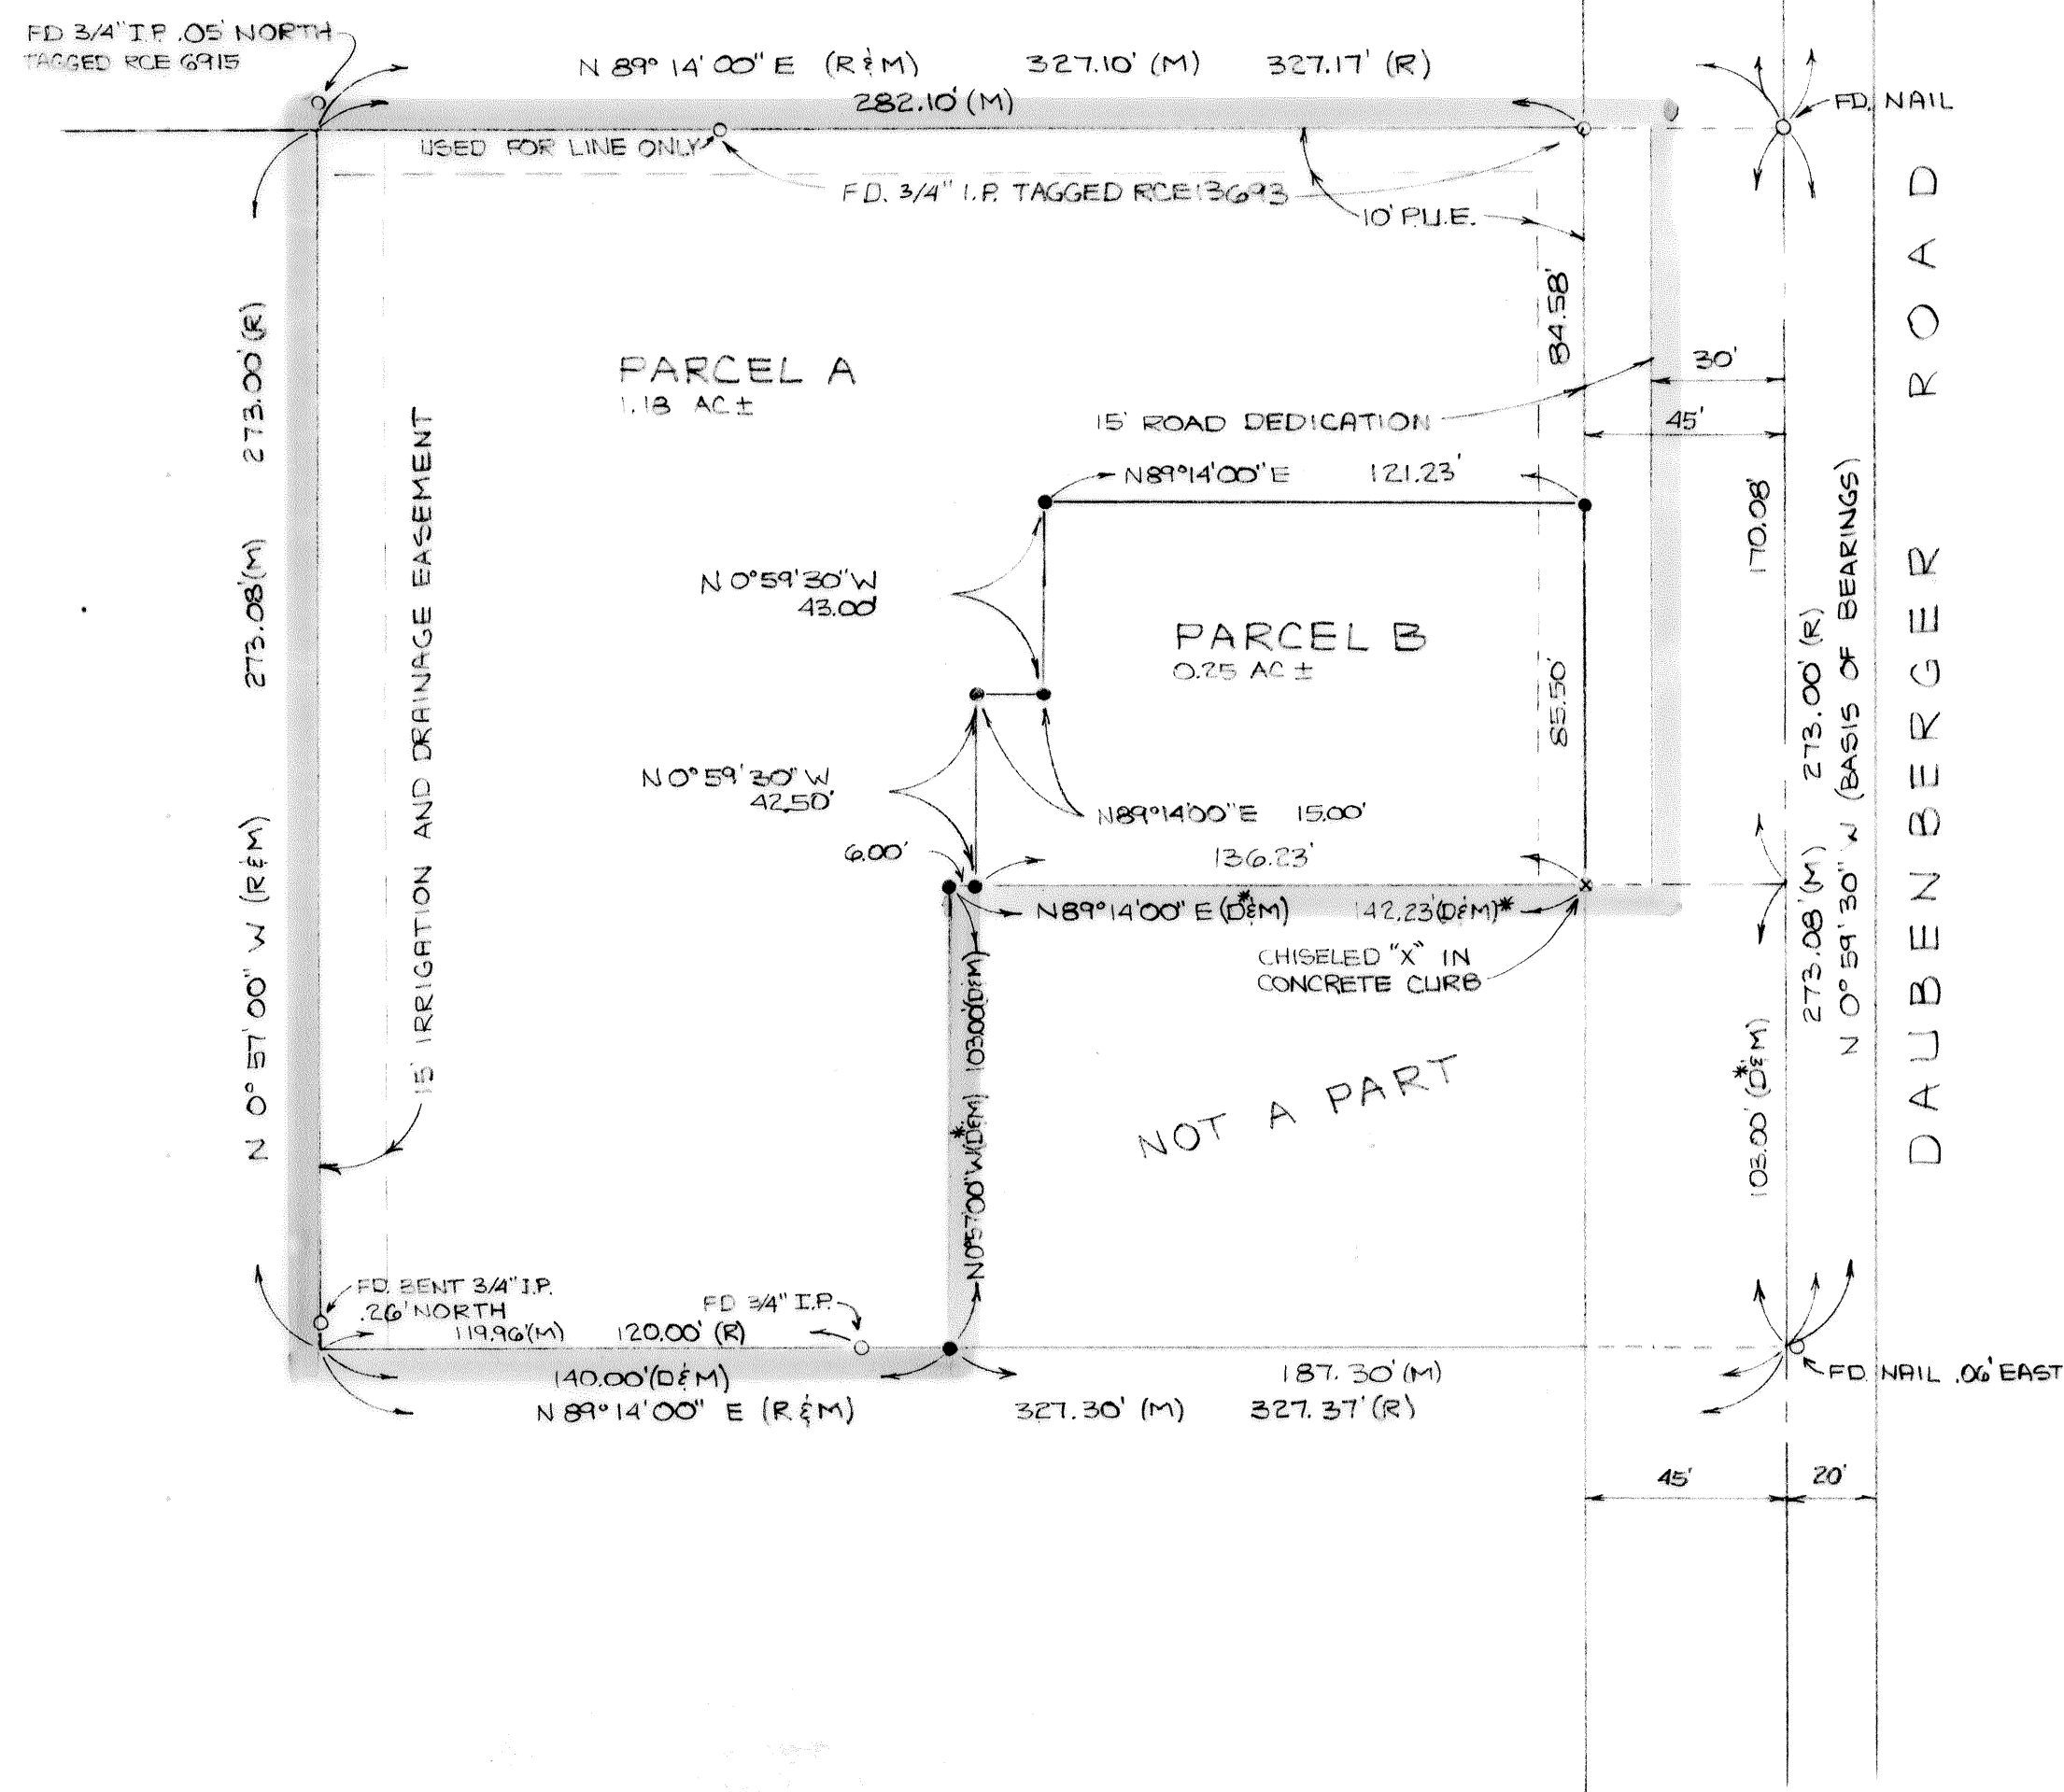 FD 3/4" I.P. .05' NORTH
TAGGED RCE 6915
N 89° 14' 00" E (R & M) 327.10' (M) 327.17' (R)
282.10' (M)
FD. NAIL
USED FOR LINE ONLY
FD. 3/4" I.P. TAGGED RCE 13693
10' P.U.E.
84.58'
30'
PARCEL A
1.18 AC ±
15' ROAD DEDICATION
45'
N 89° 14' 00" E 121.23'
N 0° 57' 00" W (R & M) 273.08' (M) 273.00' (R)
15' IRRIGATION AND DRAINAGE EASEMENT
N 0° 59' 30" W
43.00'
PARCEL B
0.25 AC ±
85.50'
170.08'
273.08' (M) 273.00' (R)
N 0° 59' 30" W (BASIS OF BEARINGS)
DAUBENBERGER ROAD
N 0° 59' 30" W
42.50'
N 89° 14' 00" E 15.00'
6.00'
136.23'
N 89° 14' 00" E (D & M)* 142.23' (D & M)*
CHISELED "X" IN
CONCRETE CURB
N 0° 57' 00" W (D & M)* 103.00' (D & M)
NOT A PART
103.00' (D & M)*
FD. BENT 3/4" I.P.
.26' NORTH
FD 3/4" I.P.
119.96' (M) 120.00' (R)
140.00' (D & M)
187.30' (M)
FD. NAIL .06' EAST
N 89° 14' 00" E (R & M) 327.30' (M) 327.37' (R)
45' 20'